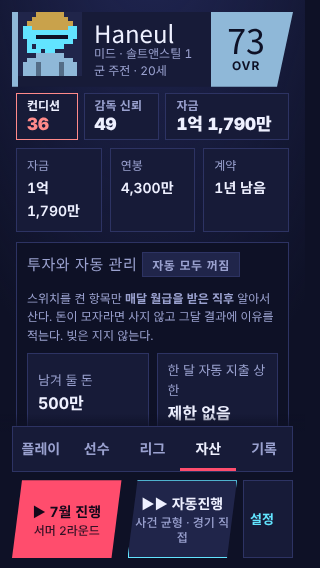 Haneul
미드 · 솔트앤스틸 1
군 주전 · 20세
73
OVR
컨디션
36
감독 신뢰
49
자금
1억 1,790만
자금
1억
1,790만
연봉
4,300만
계약
1년 남음
투자와 자동 관리
자동 모두 꺼짐
스위치를 켠 항목만 매달 월급을 받은 직후 알아서
산다. 돈이 모자라면 사지 않고 그달 결과에 이유를
적는다. 빚은 지지 않는다.
남겨 둘 돈
500만
한 달 자동 지출 상
한
제한 없음
플레이
선수
리그
자산
기록
▶ 7월 진행
서머 2라운드
▶▶ 자동진행
사건 균형 · 경기 직
접
설정